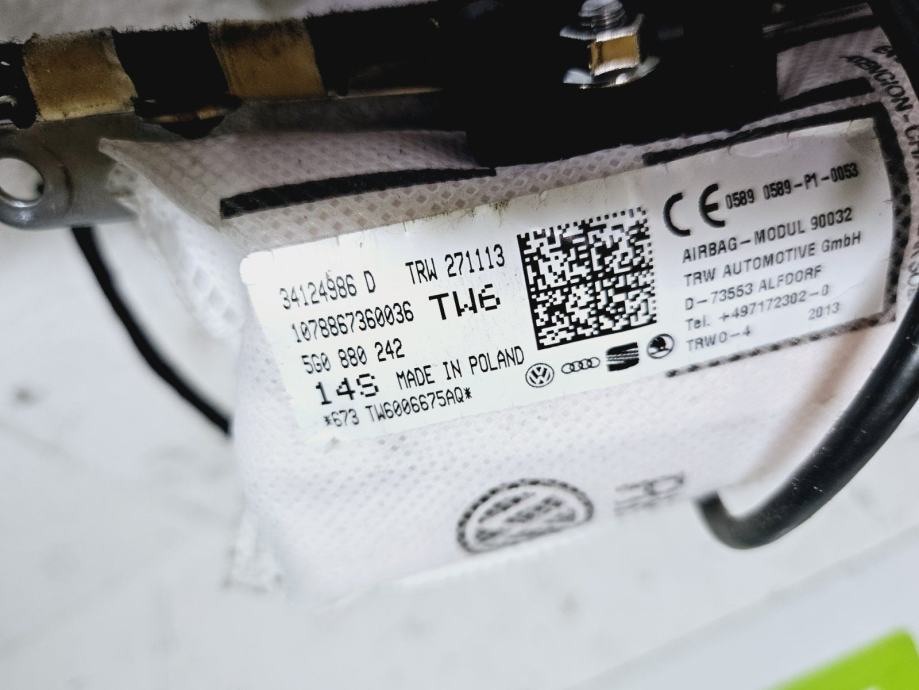 34124986 D TRW 271113
1078867360036 TW6
5G0 880 242
14S MADE IN POLAND
*673 TW6006675AQ*
CE 0589 0589-P1-0053
AIRBAG-MODUL 90032
TRW AUTOMOTIVE GmbH
D-73553 ALFDORF
Tel. +497172302-0
TRWO-4 2013